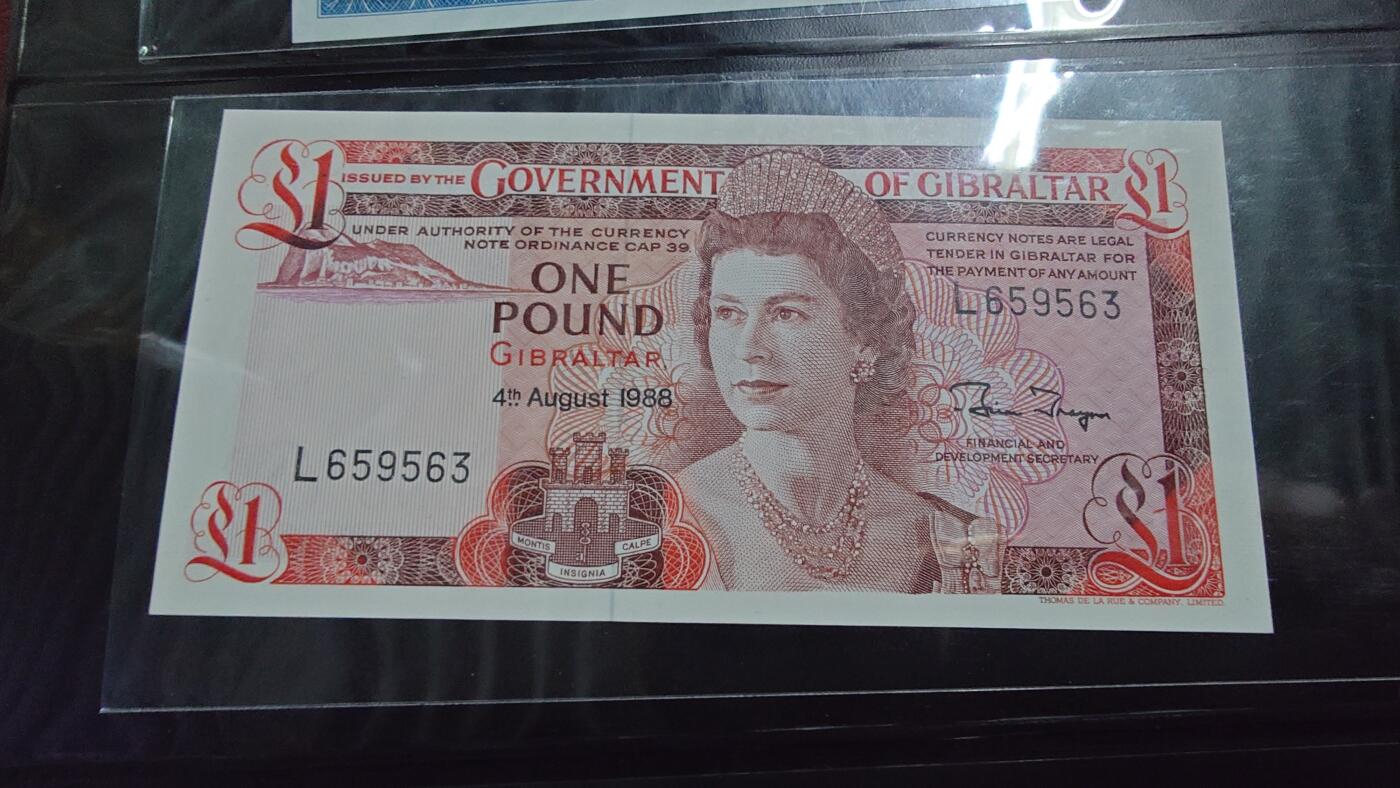 £1 ISSUED BY THE GOVERNMENT OF GIBRALTAR £1
UNDER AUTHORITY OF THE CURRENCY
NOTE ORDINANCE CAP 39
CURRENCY NOTES ARE LEGAL
TENDER IN GIBRALTAR FOR
THE PAYMENT OF ANY AMOUNT
ONE
POUND
GIBRALTAR
4th August 1988
L659563
L659563
FINANCIAL AND
DEVELOPMENT SECRETARY
£1
MONTIS CALPE
INSIGNIA
£1
THOMAS DE LA RUE & COMPANY, LIMITED.